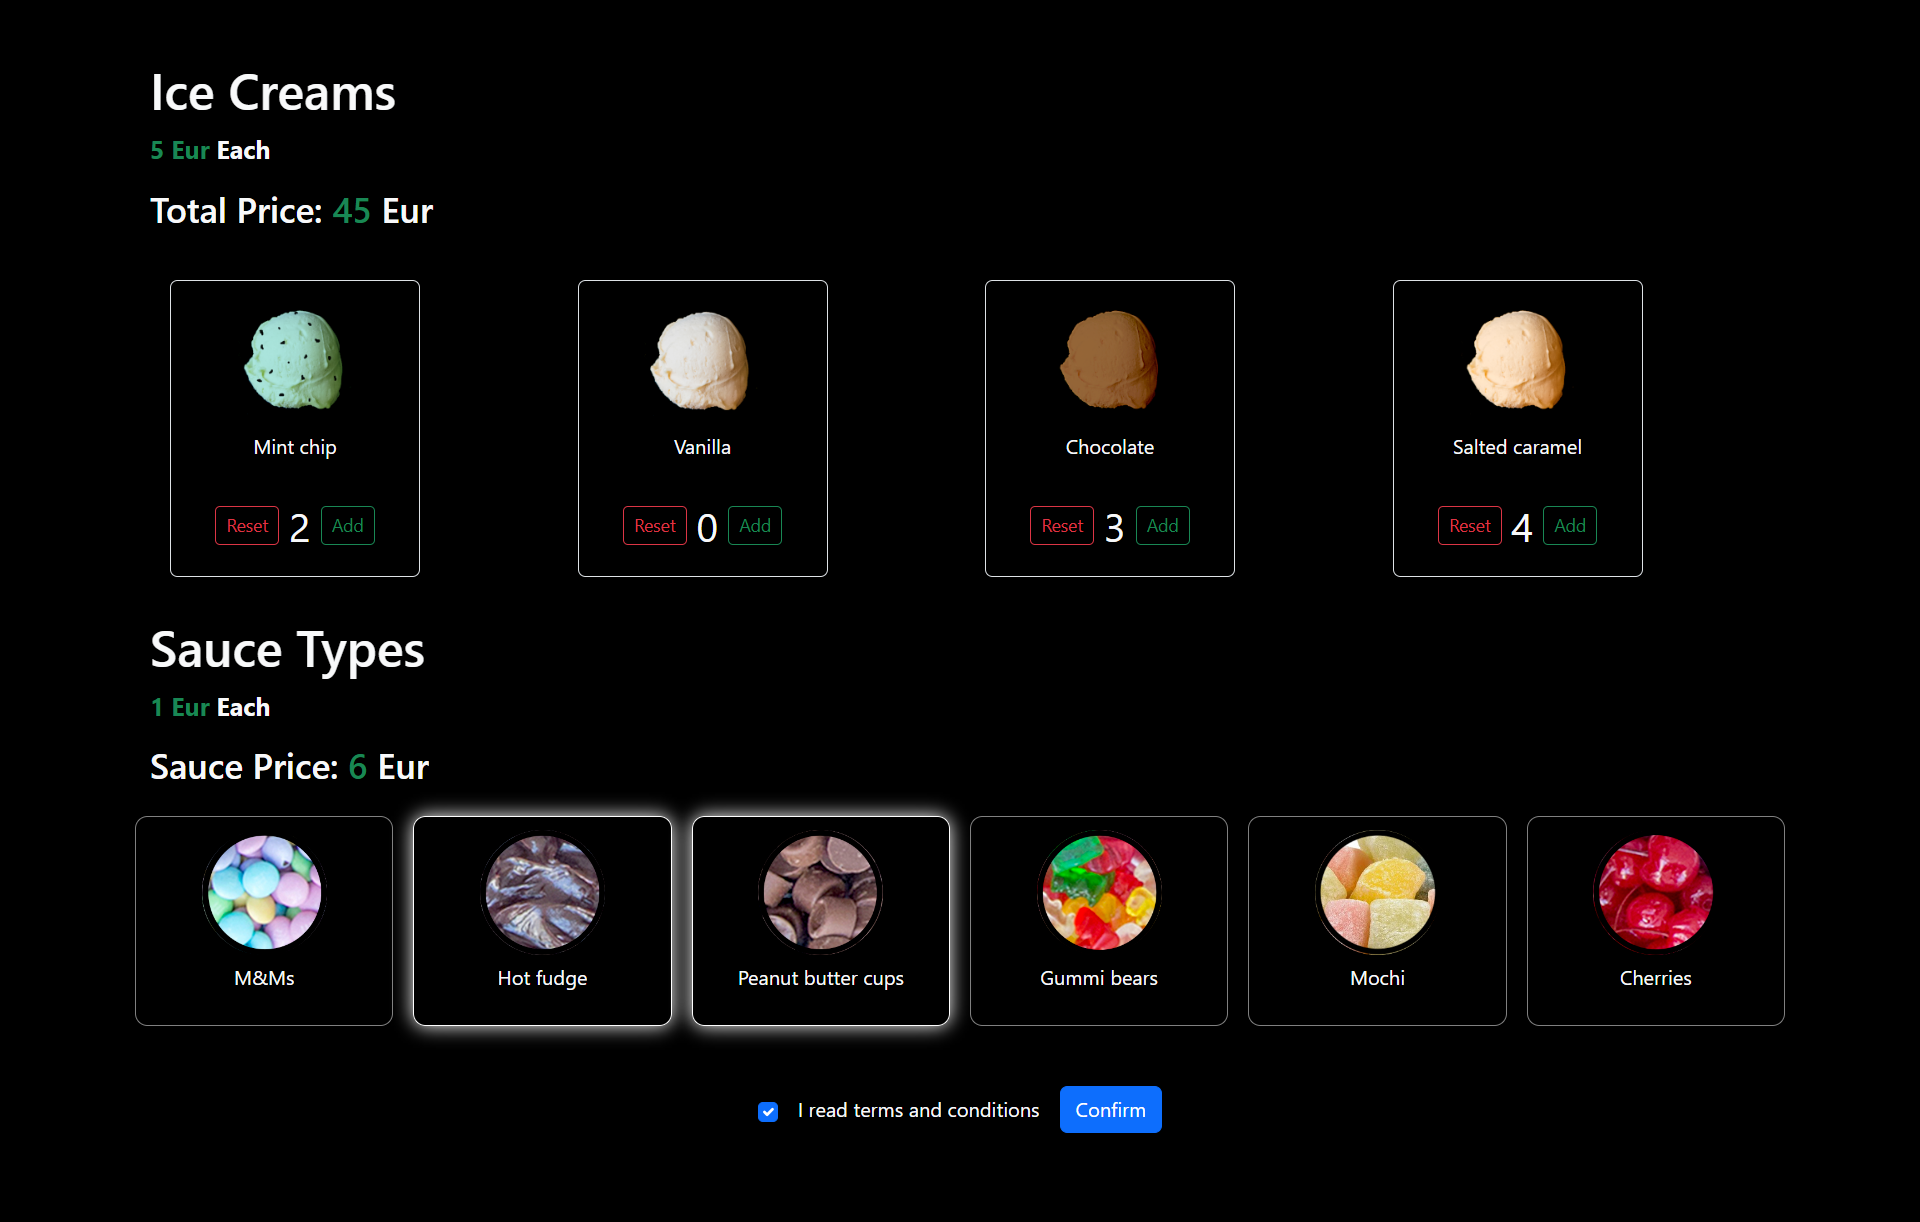 Ice Creams
5 Eur Each
Total Price: 45 Eur
Mint chip
Reset 2 Add
Vanilla
Reset 0 Add
Chocolate
Reset 3 Add
Salted caramel
Reset 4 Add
Sauce Types
1 Eur Each
Sauce Price: 6 Eur
M&Ms
Hot fudge
Peanut butter cups
Gummi bears
Mochi
Cherries
I read terms and conditions
Confirm